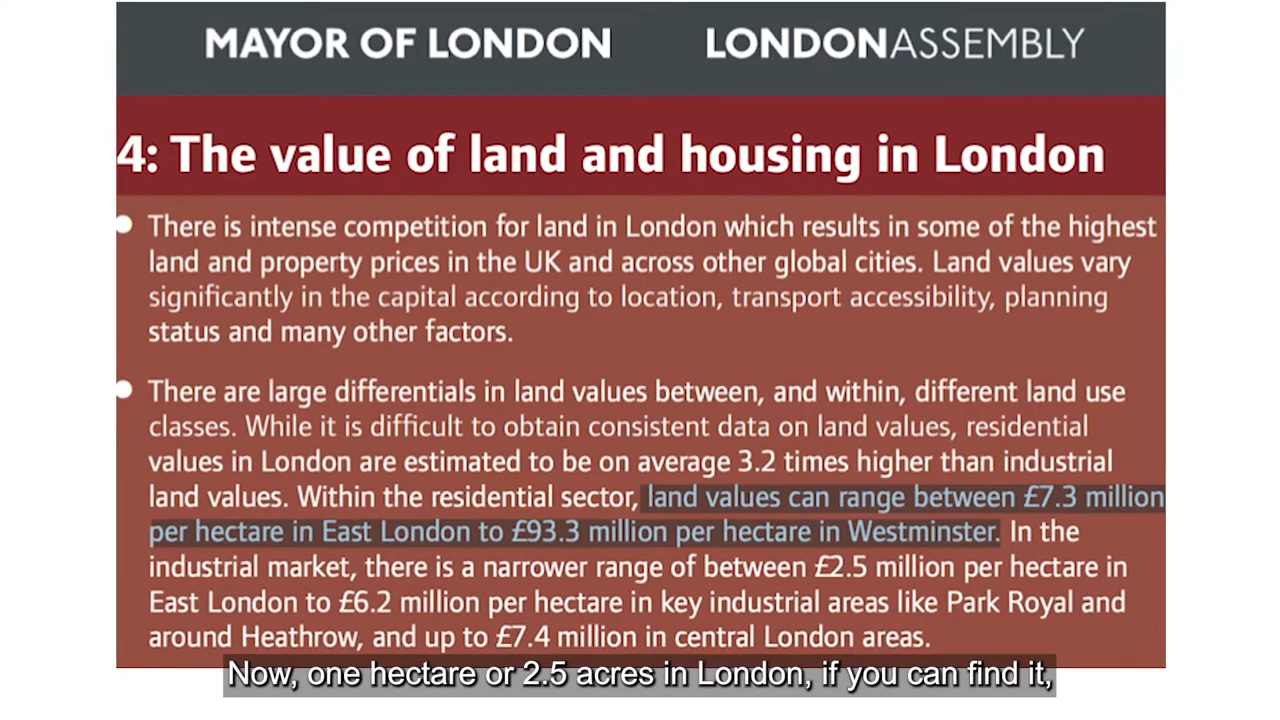 MAYOR OF LONDON LONDONASSEMBLY
4: The value of land and housing in London
There is intense competition for land in London which results in some of the highest
land and property prices in the UK and across other global cities. Land values vary
significantly in the capital according to location, transport accessibility, planning
status and many other factors.
There are large differentials in land values between, and within, different land use
classes. While it is difficult to obtain consistent data on land values, residential
values in London are estimated to be on average 3.2 times higher than industrial
land values. Within the residential sector, land values can range between £7.3 million
per hectare in East London to £93.3 million per hectare in Westminster. In the
industrial market, there is a narrower range of between £2.5 million per hectare in
East London to £6.2 million per hectare in key industrial areas like Park Royal and
around Heathrow, and up to £7.4 million in central London areas.
Now, one hectare or 2.5 acres in London, if you can find it,